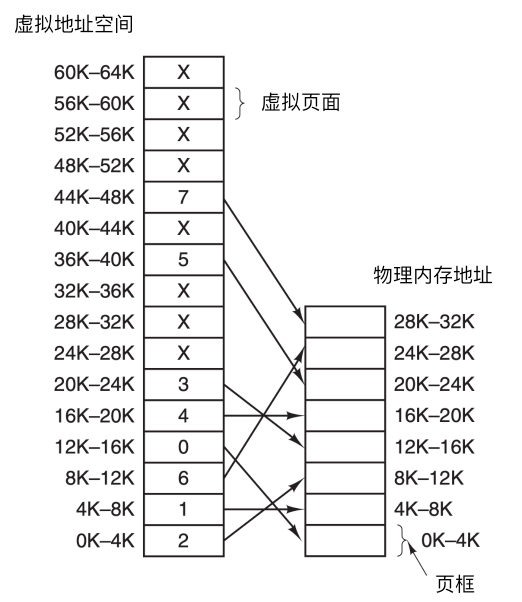 虚拟地址空间
60K–64K X
56K–60K X 虚拟页面
52K–56K X
48K–52K X
44K–48K 7
40K–44K X
36K–40K 5 物理内存地址
32K–36K X
28K–32K X 28K–32K
24K–28K X 24K–28K
20K–24K 3 20K–24K
16K–20K 4 16K–20K
12K–16K 0 12K–16K
8K–12K 6 8K–12K
4K–8K 1 4K–8K
0K–4K 2 0K–4K
页框